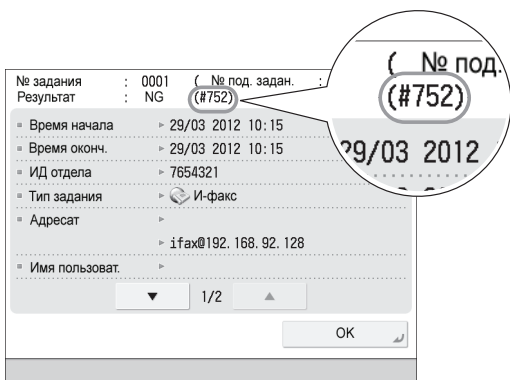 № задания : 0001 ( № под. задан. :
Результат : NG (#752)
Время начала 29/03 2012 10:15
Время оконч. 29/03 2012 10:15
ИД отдела 7654321
Тип задания И-факс
Адресат
ifax@192.168.92.128
Имя пользоват.
1/2
OK
( № под.
(#752)
29/03 2012